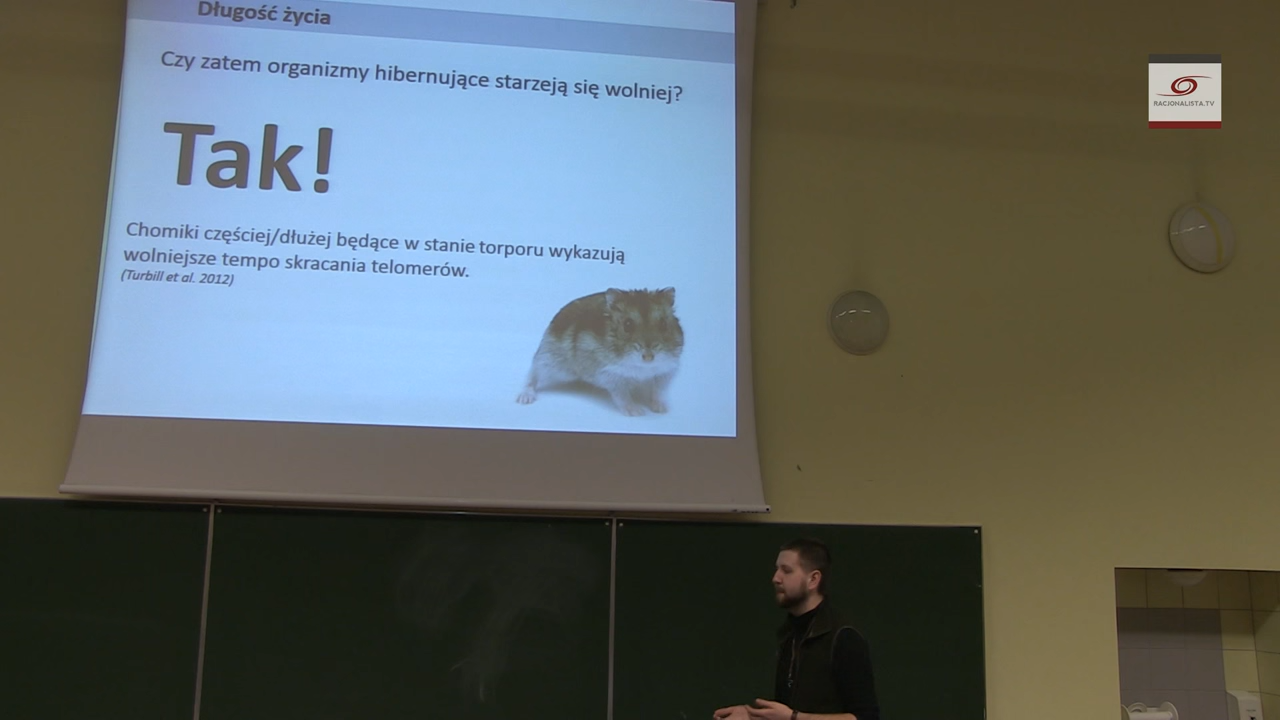 Długość życia
Czy zatem organizmy hibernujące starzeją się wolniej?
Tak!
Chomiki częściej/dłużej będące w stanie torporu wykazują
wolniejsze tempo skracania telomerów.
(Turbill et al. 2012)
RACJONALISTA.TV